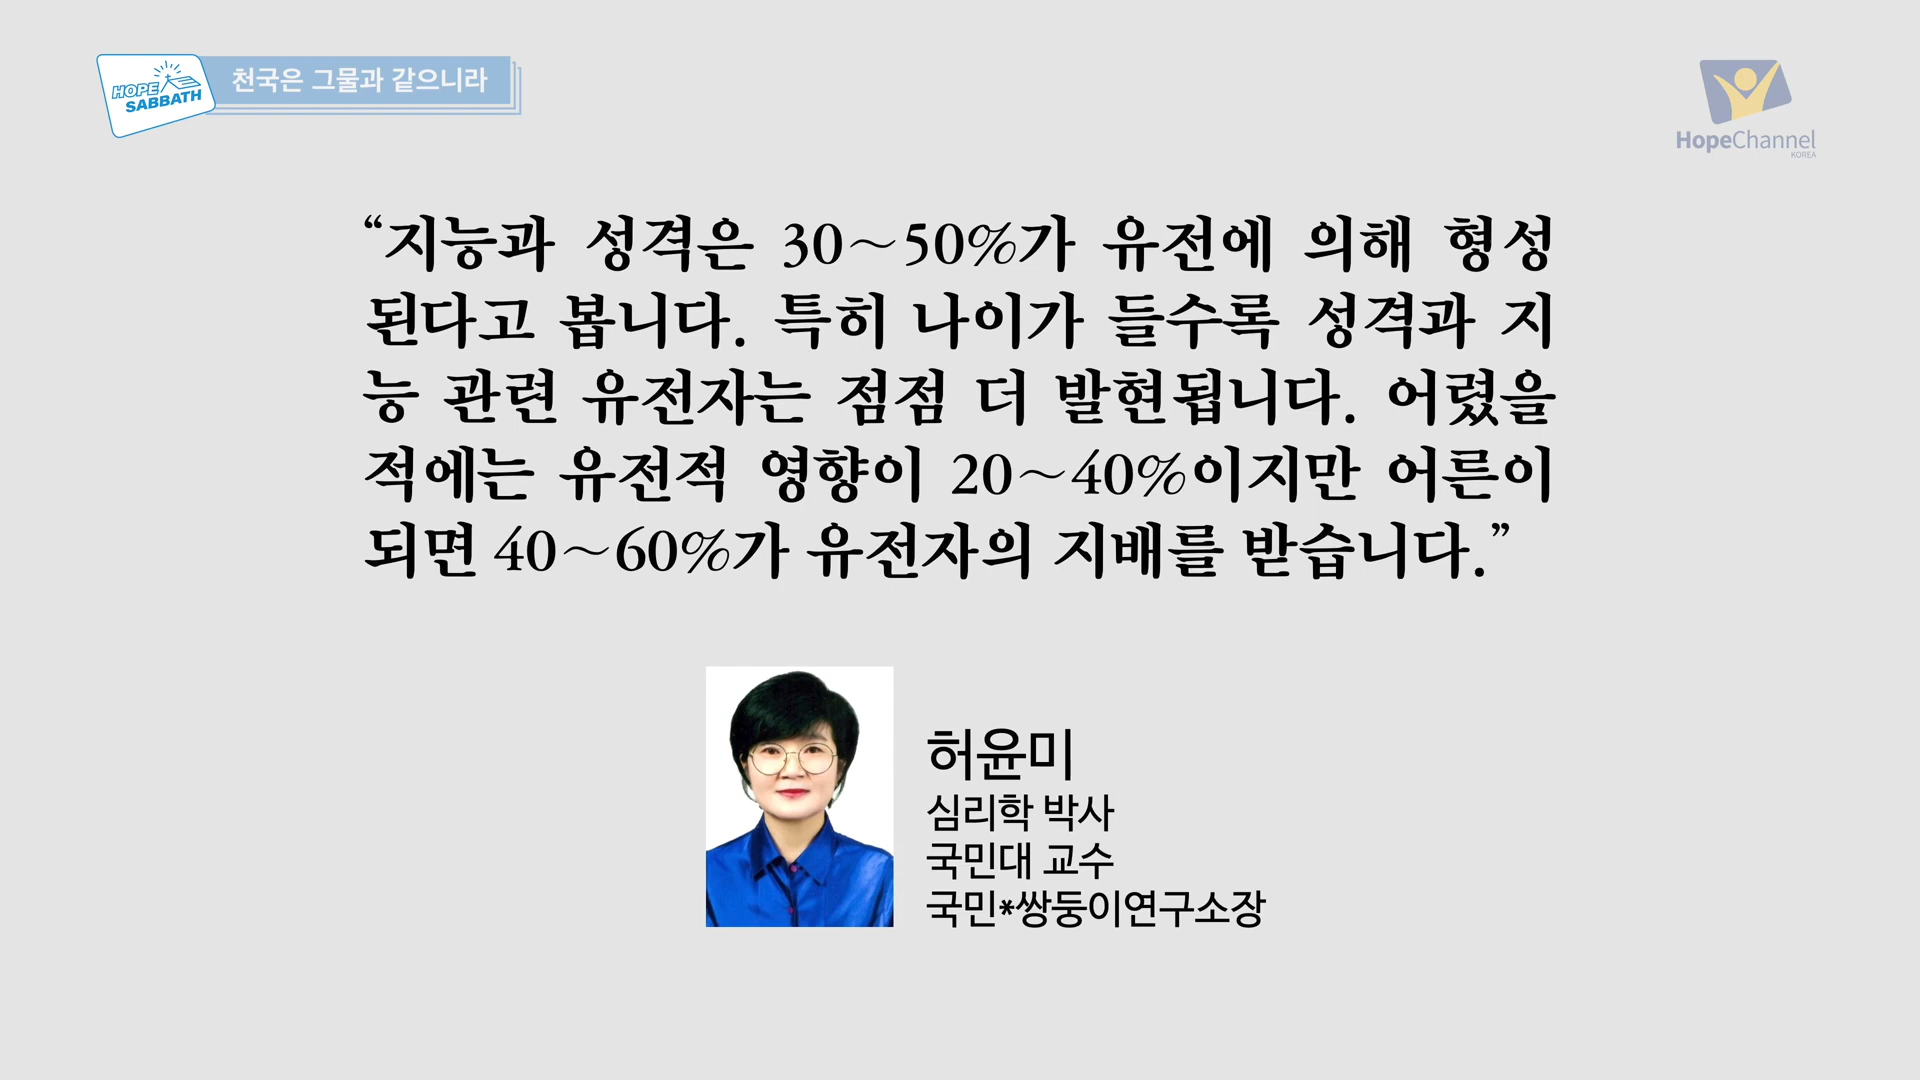 HOPE
SABBATH
천국은 그물과 같으니라
HopeChannel
KOREA
“지능과 성격은 30~50%가 유전에 의해 형성
된다고 봅니다. 특히 나이가 들수록 성격과 지
능 관련 유전자는 점점 더 발현됩니다. 어렸을
적에는 유전적 영향이 20~40%이지만 어른이
되면 40~60%가 유전자의 지배를 받습니다.”
허윤미
심리학 박사
국민대 교수
국민*쌍둥이연구소장